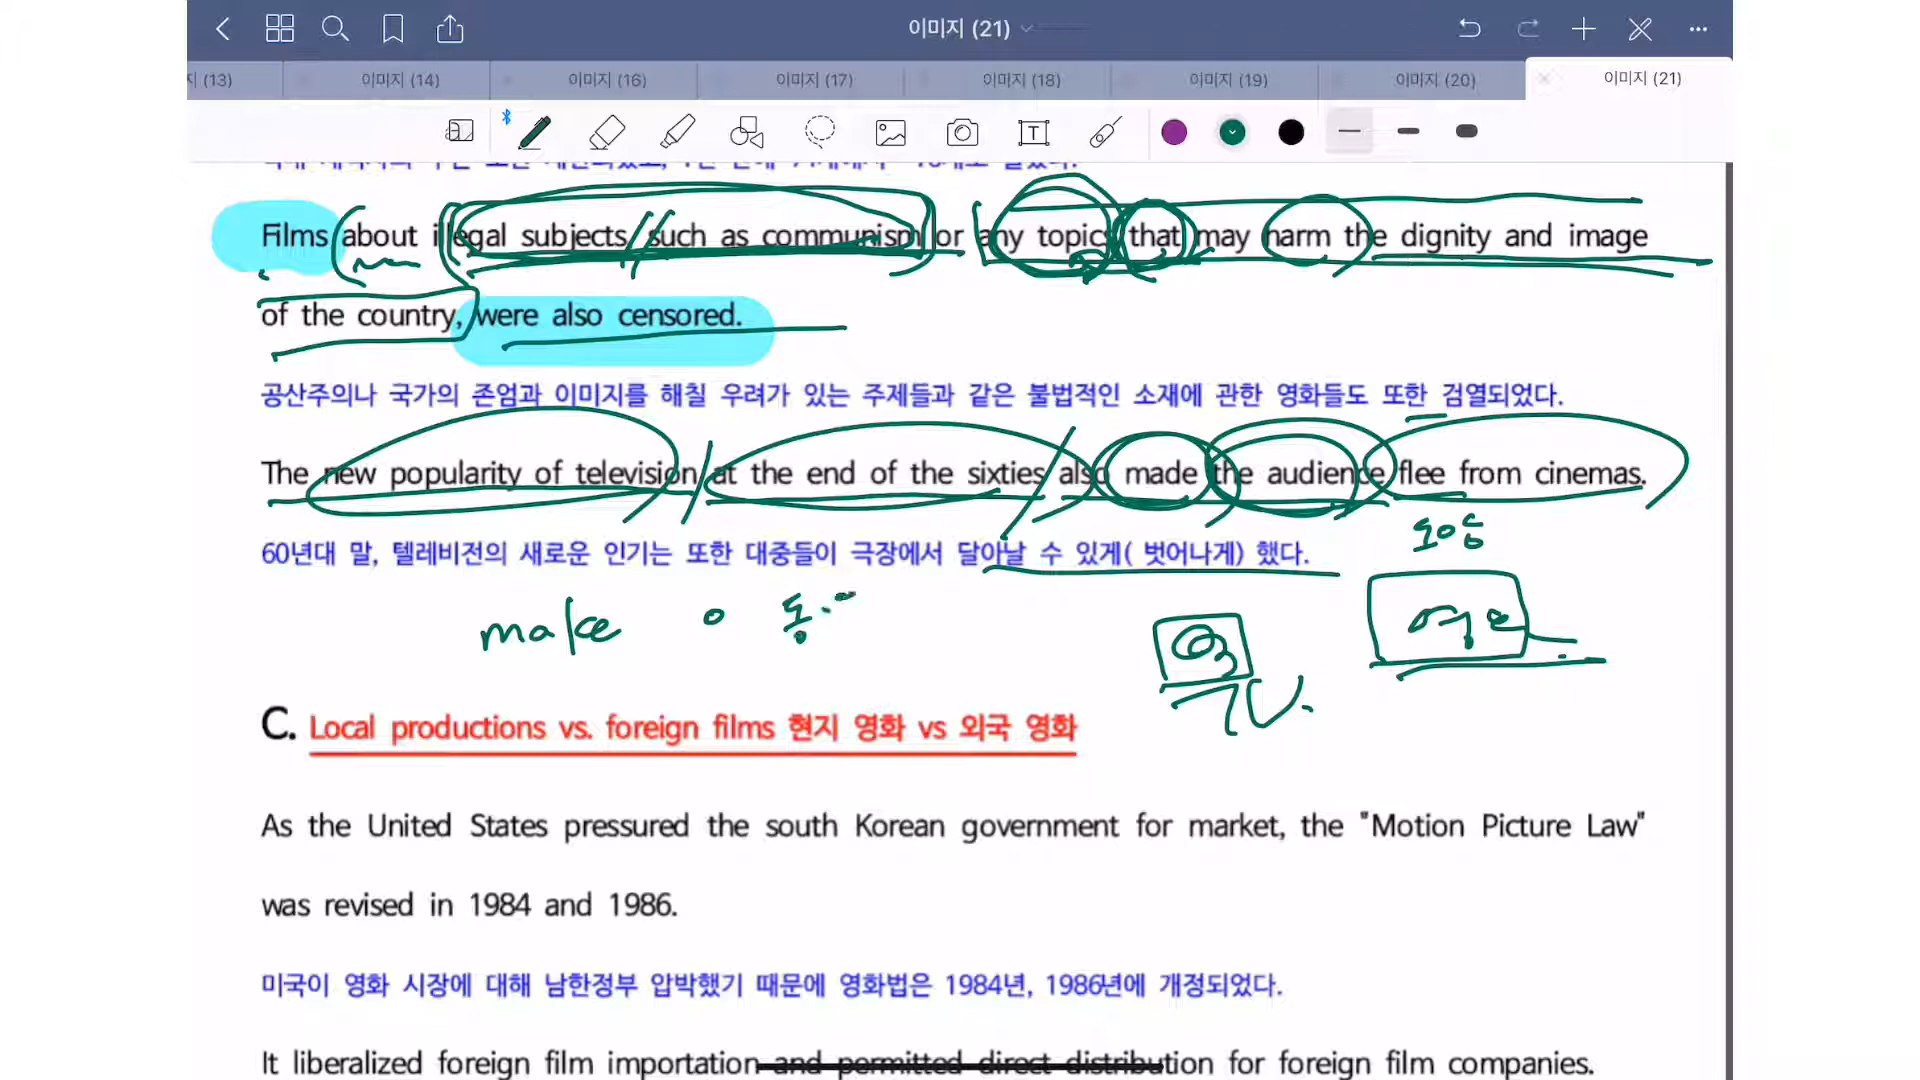 이미지 (21)
이미지 (14)
이미지 (16)
이미지 (17)
이미지 (18)
이미지 (19)
이미지 (20)
이미지 (21)
Films about illegal subjects such as communism or any topics that may harm the dignity and image
of the country, were also censored.
공산주의나 국가의 존엄과 이미지를 해칠 우려가 있는 주제들과 같은 불법적인 소재에 관한 영화들도 또한 검열되었다.
The new popularity of television at the end of the sixties also made the audience flee from cinemas.
60년대 말, 텔레비전의 새로운 인기는 또한 대중들이 극장에서 달아날 수 있게( 벗어나게) 했다.
make o
C. Local productions vs. foreign films 현지 영화 vs 외국 영화
As the United States pressured the south Korean government for market, the "Motion Picture Law"
was revised in 1984 and 1986.
미국이 영화 시장에 대해 남한정부 압박했기 때문에 영화법은 1984년, 1986년에 개정되었다.
It liberalized foreign film importation and permitted direct distribution for foreign film companies.